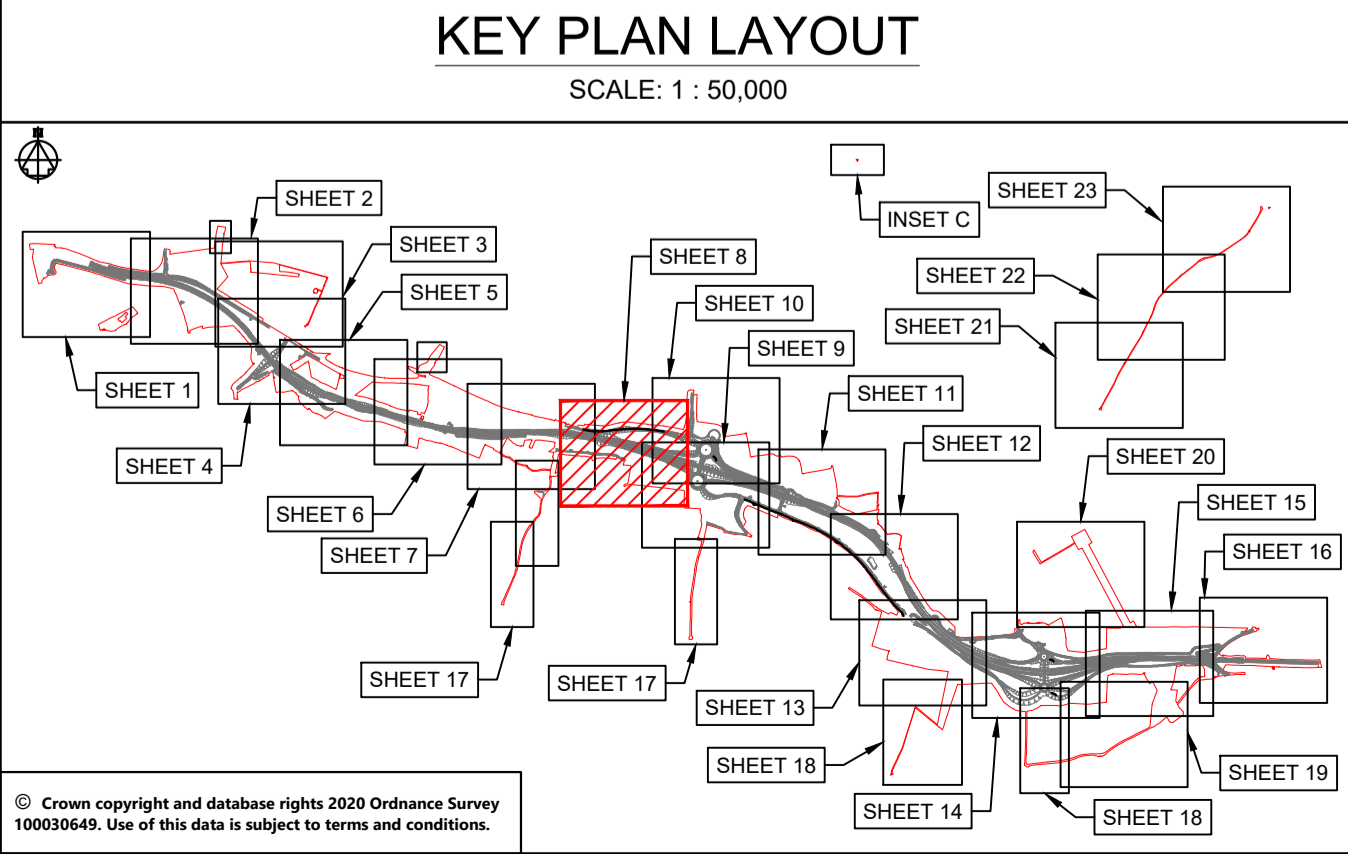 KEY PLAN LAYOUT
SCALE: 1 : 50,000
N
SHEET 2
INSET C
SHEET 23
SHEET 3
SHEET 8
SHEET 22
SHEET 5
SHEET 10
SHEET 21
SHEET 9
SHEET 1
SHEET 11
SHEET 12
SHEET 4
SHEET 20
SHEET 15
SHEET 6
SHEET 7
SHEET 16
SHEET 17
SHEET 17
SHEET 13
SHEET 18
SHEET 19
SHEET 14
SHEET 18
© Crown copyright and database rights 2020 Ordnance Survey
100030649. Use of this data is subject to terms and conditions.